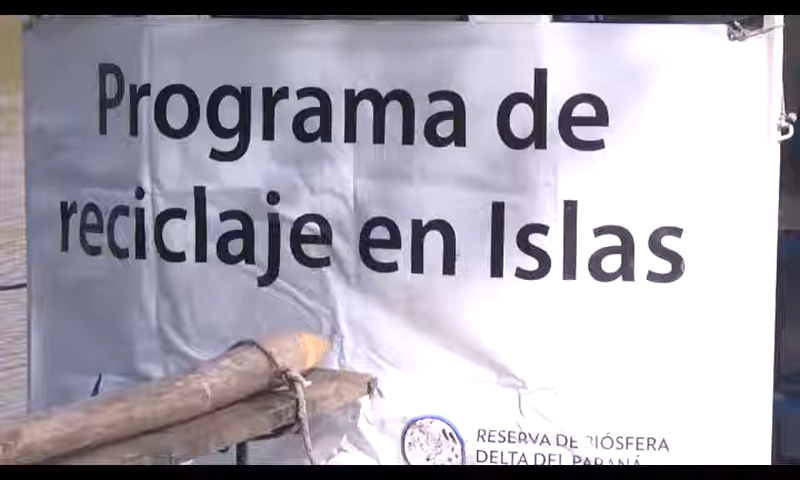 Programa de
reciclaje en Islas
RESERVA DE BIÓSFERA
DELTA DEL PARANÁ